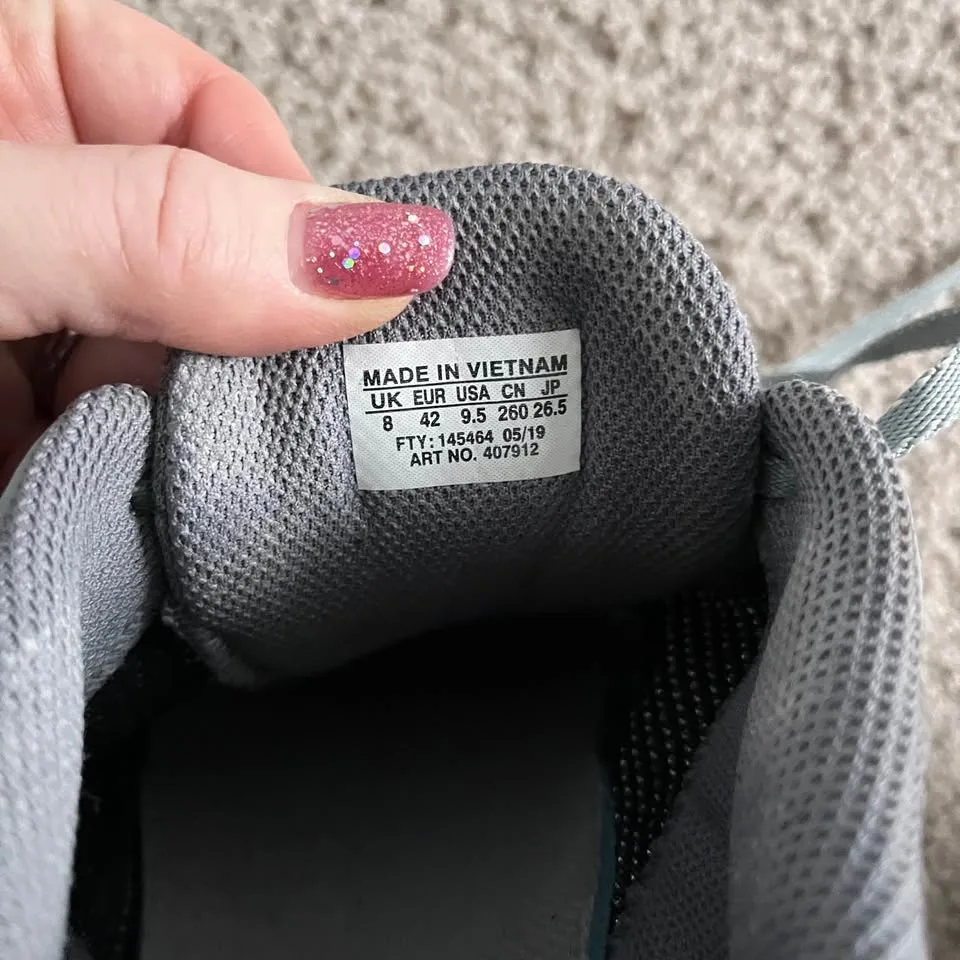 MADE IN VIETNAM
UK EUR USA CN JP
8 42 9.5 260 26.5
FTY: 145464 05/19
ART NO. 407912